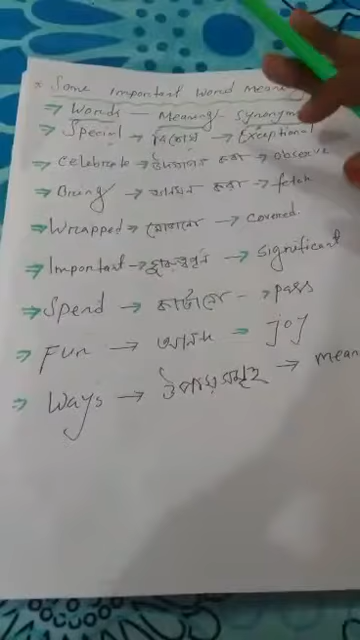 * Some important word Meaning
⇒ Words — Meaning/ Synonym
⇒ Special → বিশেষ → Exceptional
⇒ Celebrate → উদযাপন করা → observe
⇒ Bring → আনয়ন করা → fetch
⇒ Wrapped → মোড়ানো → covered
⇒ Important → গুরুত্বপূর্ন → significant
⇒ Spend → কাটানো → pass
⇒ Fun → আনন্দ → joy
⇒ Ways → উপায়সমূহ → mean